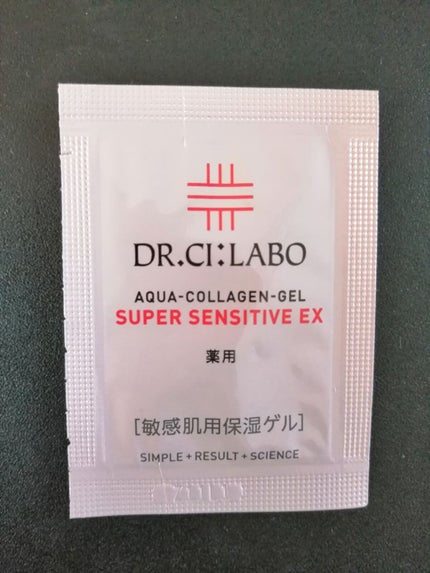 DR.CI:LABO
AQUA-COLLAGEN-GEL
SUPER SENSITIVE EX
薬用
[敏感肌用保湿ゲル]
SIMPLE + RESULT + SCIENCE